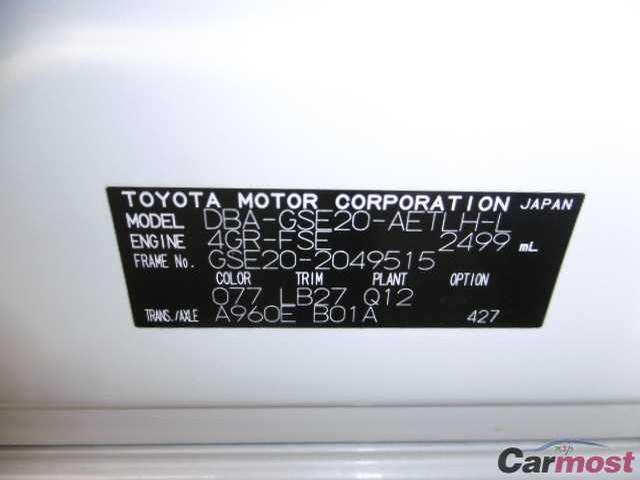 TOYOTA MOTOR CORPORATION JAPAN
MODEL DBA-GSE20-AETLH-L
ENGINE 4GR-FSE 2499 mL
FRAME No. GSE20-2049515
COLOR TRIM PLANT OPTION
077 LB27 Q12
TRANS./AXLE A960E B01A 427
Carmost